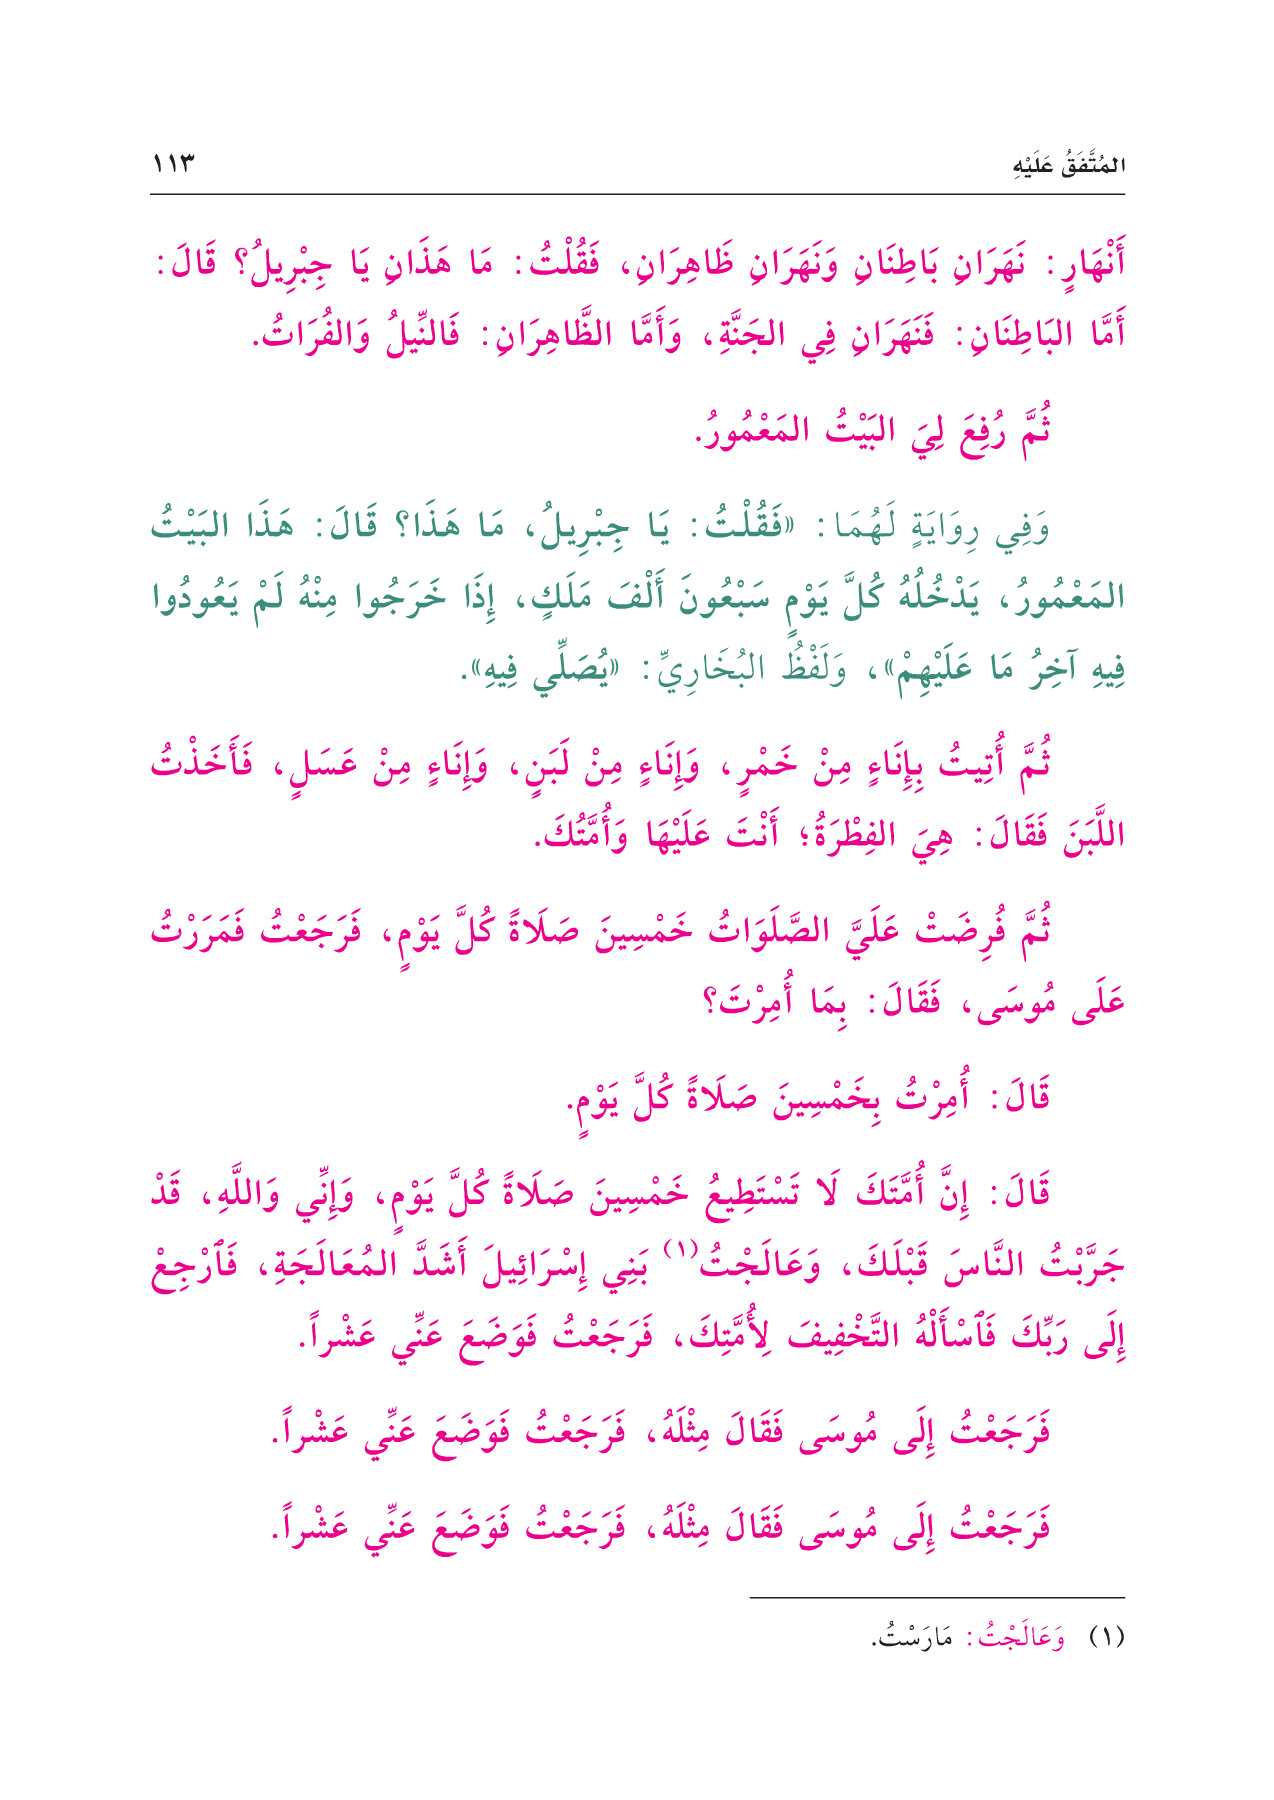 المُتَّفَقُ عَلَيْهِ ١١٣
أَنْهَارٍ: نَهَرَانِ بَاطِنَانِ وَنَهَرَانِ ظَاهِرَانِ، فَقُلْتُ: مَا هَذَانِ يَا جِبْرِيلُ؟ قَالَ:
أَمَّا البَاطِنَانِ: فَنَهَرَانِ فِي الجَنَّةِ، وَأَمَّا الظَّاهِرَانِ: فَالنِّيلُ وَالفُرَاتُ.
ثُمَّ رُفِعَ لِيَ البَيْتُ المَعْمُورُ.
وَفِي رِوَايَةٍ لَهُمَا: «فَقُلْتُ: يَا جِبْرِيلُ، مَا هَذَا؟ قَالَ: هَذَا البَيْتُ
المَعْمُورُ، يَدْخُلُهُ كُلَّ يَوْمٍ سَبْعُونَ أَلْفَ مَلَكٍ، إِذَا خَرَجُوا مِنْهُ لَمْ يَعُودُوا
فِيهِ آخِرُ مَا عَلَيْهِمْ»، وَلَفْظُ البُخَارِيِّ: «يُصَلِّي فِيهِ».
ثُمَّ أُتِيتُ بِإِنَاءٍ مِنْ خَمْرٍ، وَإِنَاءٍ مِنْ لَبَنٍ، وَإِنَاءٍ مِنْ عَسَلٍ، فَأَخَذْتُ
اللَّبَنَ فَقَالَ: هِيَ الفِطْرَةُ؛ أَنْتَ عَلَيْهَا وَأُمَّتُكَ.
ثُمَّ فُرِضَتْ عَلَيَّ الصَّلَوَاتُ خَمْسِينَ صَلَاةً كُلَّ يَوْمٍ، فَرَجَعْتُ فَمَرَرْتُ
عَلَى مُوسَى، فَقَالَ: بِمَا أُمِرْتَ؟
قَالَ: أُمِرْتُ بِخَمْسِينَ صَلَاةً كُلَّ يَوْمٍ.
قَالَ: إِنَّ أُمَّتَكَ لَا تَسْتَطِيعُ خَمْسِينَ صَلَاةً كُلَّ يَوْمٍ، وَإِنِّي وَاللَّهِ، قَدْ
جَرَّبْتُ النَّاسَ قَبْلَكَ، وَعَالَجْتُ(١) بَنِي إِسْرَائِيلَ أَشَدَّ المُعَالَجَةِ، فَٱرْجِعْ
إِلَى رَبِّكَ فَٱسْأَلْهُ التَّخْفِيفَ لِأُمَّتِكَ، فَرَجَعْتُ فَوَضَعَ عَنِّي عَشْراً.
فَرَجَعْتُ إِلَى مُوسَى فَقَالَ مِثْلَهُ، فَرَجَعْتُ فَوَضَعَ عَنِّي عَشْراً.
فَرَجَعْتُ إِلَى مُوسَى فَقَالَ مِثْلَهُ، فَرَجَعْتُ فَوَضَعَ عَنِّي عَشْراً.
(١) وَعَالَجْتُ: مَارَسْتُ.